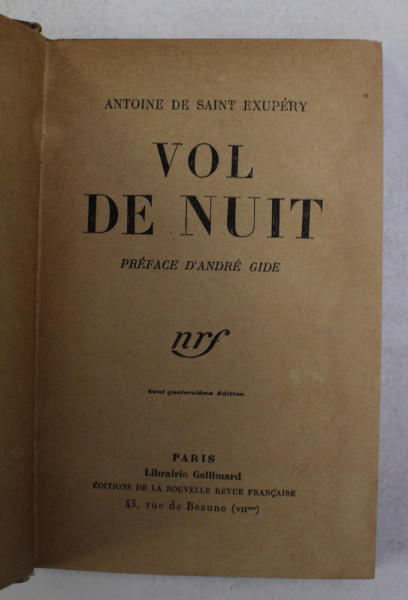 ANTOINE DE SAINT EXUPÉRY
VOL
DE NUIT
PRÉFACE D'ANDRÉ GIDE
nrf
Cent quatorzième Édition
PARIS
Librairie Gallimard
ÉDITIONS DE LA NOUVELLE REVUE FRANÇAISE
43, rue de Beaune (VIIme)